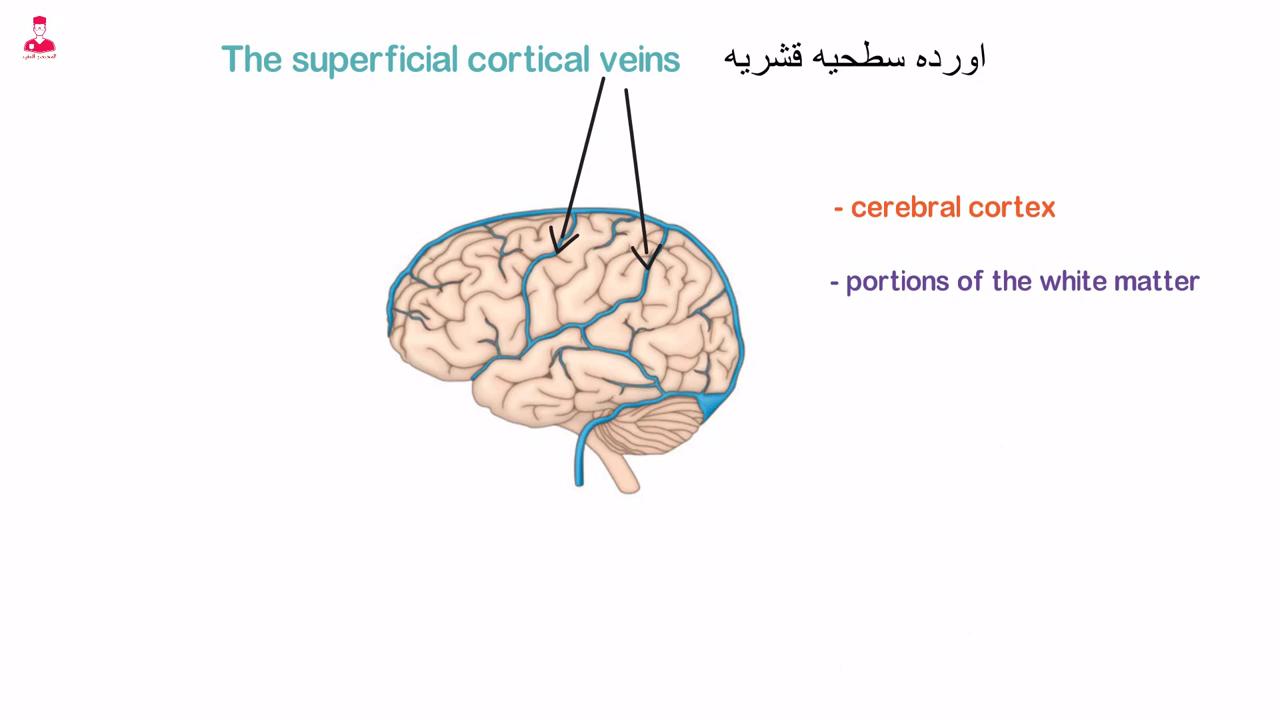 The superficial cortical veins اورده سطحيه قشريه
- cerebral cortex
- portions of the white matter